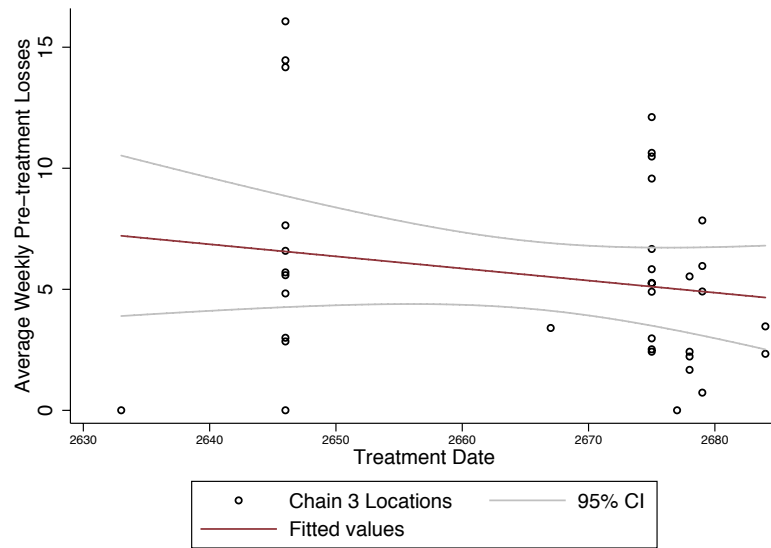 Average Weekly Pre-treatment Losses
15
10
5
0
2630 2640 2650 2660 2670 2680
Treatment Date
Chain 3 Locations 95% CI
Fitted values